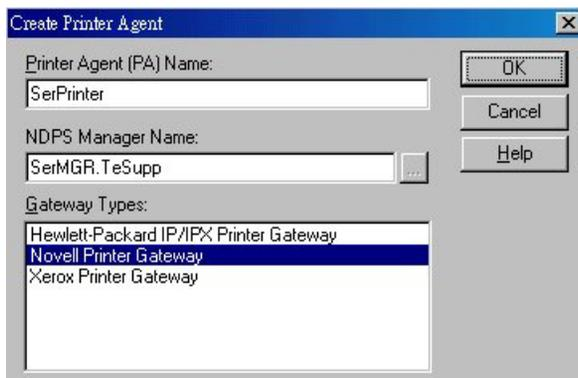 Create Printer Agent
Printer Agent (PA) Name:
SerPrinter
NDPS Manager Name:
SerMGR.TeSupp
...
Gateway Types:
Hewlett-Packard IP/IPX Printer Gateway
Novell Printer Gateway
Xerox Printer Gateway
OK
Cancel
Help